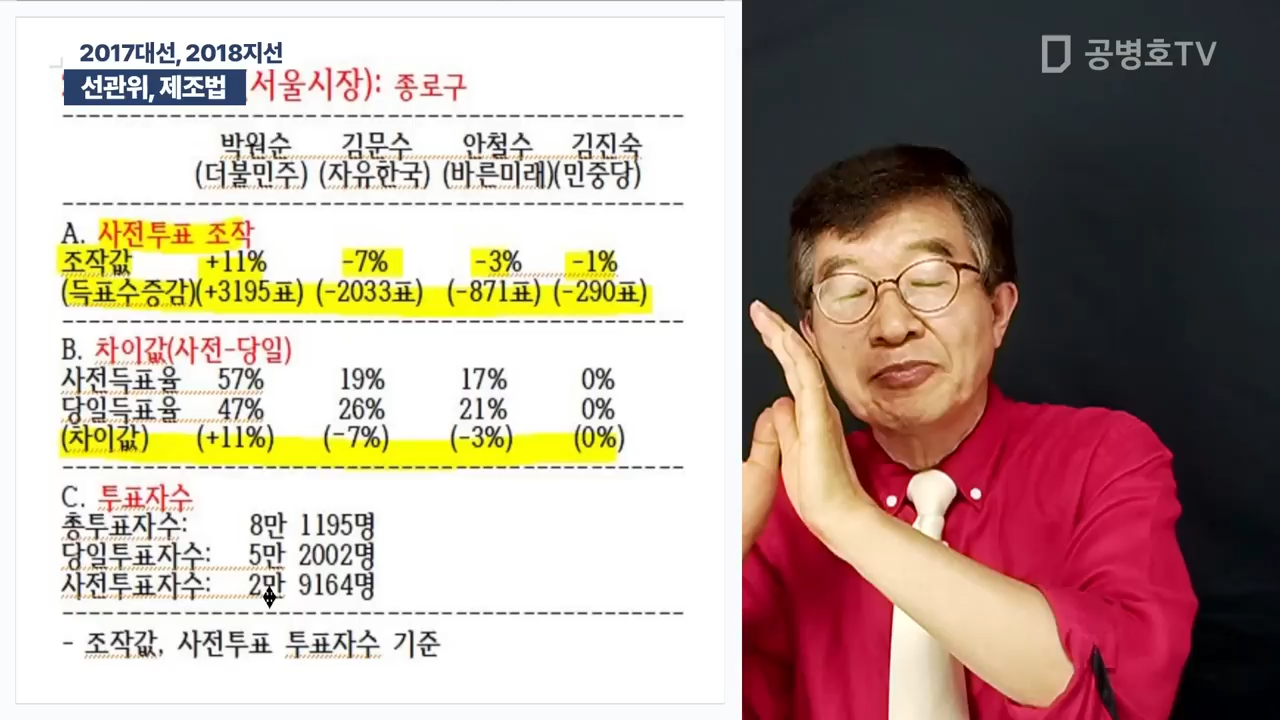 2017대선, 2018지선
선관위, 제조법
(서울시장): 종로구
박원순 김문수 안철수 김진숙
(더불민주) (자유한국) (바른미래)(민중당)
A. 사전투표 조작
조작값 +11% -7% -3% -1%
(득표수증감)(+3195표) (-2033표) (-871표) (-290표)
B. 차이값(사전-당일)
사전득표율 57% 19% 17% 0%
당일득표율 47% 26% 21% 0%
(차이값) (+11%) (-7%) (-3%) (0%)
C. 투표자수
총투표자수: 8만 1195명
당일투표자수: 5만 2002명
사전투표자수: 2만 9164명
- 조작값, 사전투표 투표자수 기준
공병호TV